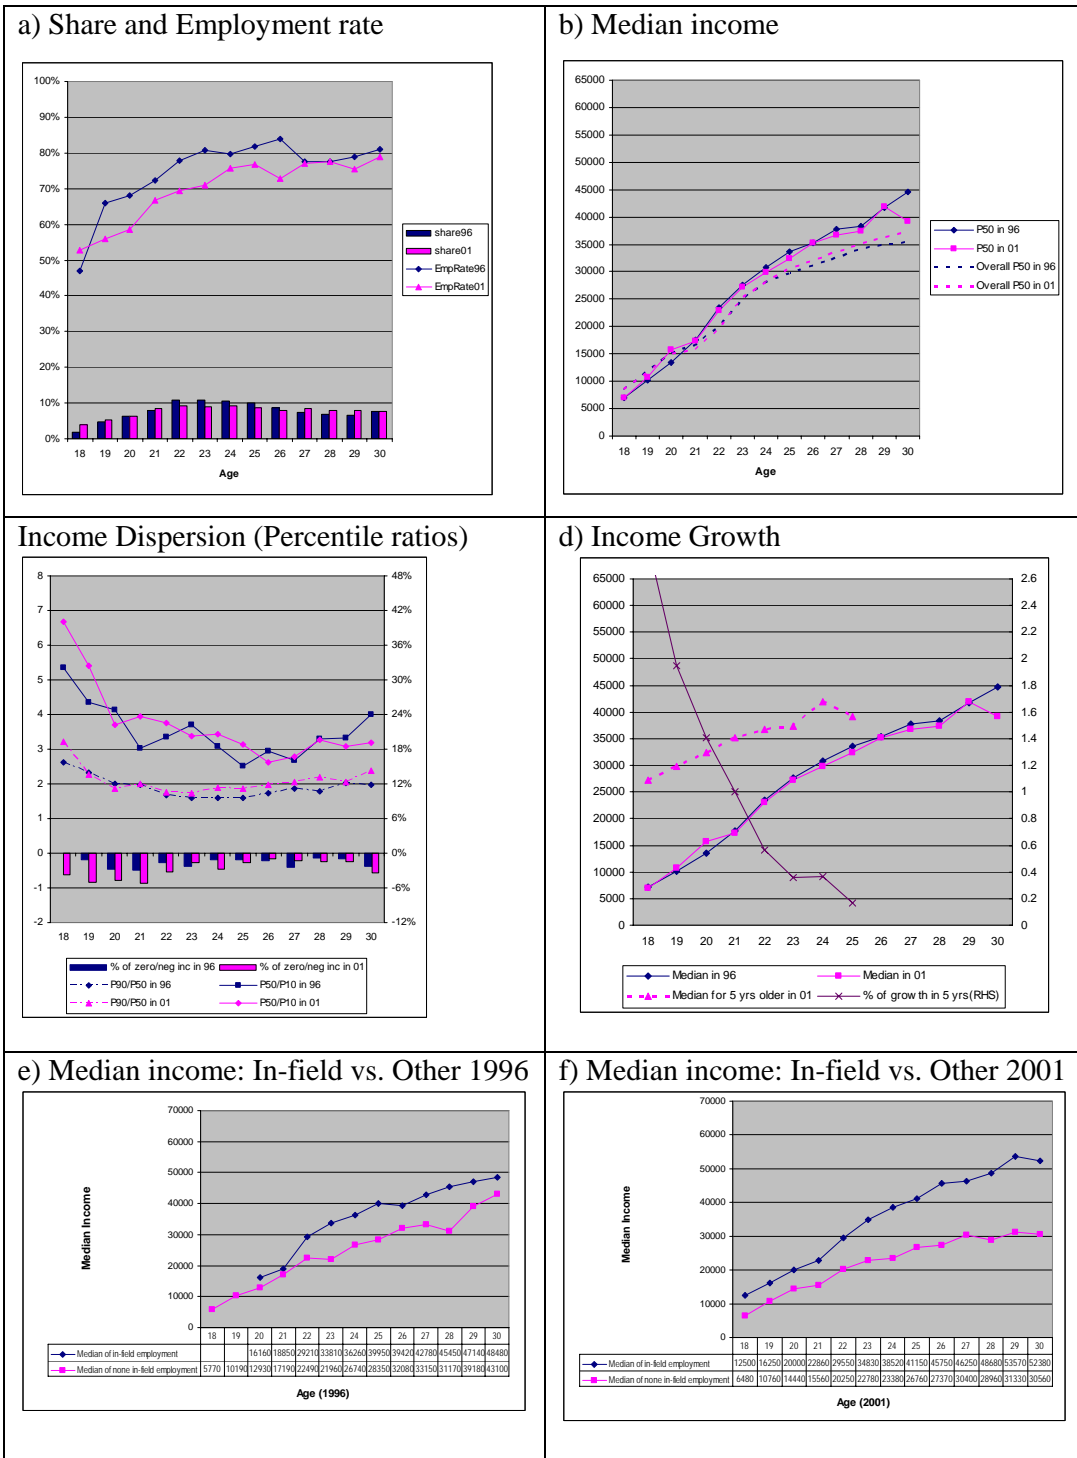 a) Share and Employment rate
100%
90%
80%
70%
60%
50%
40%
30%
20%
10%
0%
18 19 20 21 22 23 24 25 26 27 28 29 30
Age
share96
share01
EmpRate96
EmpRate01
b) Median income
65000
60000
55000
50000
45000
40000
35000
30000
25000
20000
15000
10000
5000
0
18 19 20 21 22 23 24 25 26 27 28 29 30
Age
P50 in 96
P50 in 01
Overall P50 in 96
Overall P50 in 01
Income Dispersion (Percentile ratios)
8 48%
7 42%
6 36%
5 30%
4 24%
3 18%
2 12%
1 6%
0 0%
-1 -6%
-2 -12%
18 19 20 21 22 23 24 25 26 27 28 29 30
% of zero/neg inc in 96 % of zero/neg inc in 01
P90/P50 in 96 P50/P10 in 96
P90/P50 in 01 P50/P10 in 01
d) Income Growth
65000 2.6
60000 2.4
55000 2.2
50000 2
45000 1.8
40000 1.6
35000 1.4
30000 1.2
25000 1
20000 0.8
15000 0.6
10000 0.4
5000 0.2
0 0
18 19 20 21 22 23 24 25 26 27 28 29 30
Median in 96 Median in 01
Median for 5 yrs older in 01 % of growth in 5 yrs(RHS)
e) Median income: In-field vs. Other 1996
70000
60000
50000
40000
30000
20000
10000
0
Median Income
18 19 20 21 22 23 24 25 26 27 28 29 30
Median of in-field employment 16160 18850 29210 33810 36260 39950 39420 42780 45450 47140 48480
Median of none in-field employment 5770 10190 12930 17190 22490 21960 26740 28350 32080 33150 31170 39180 43100
Age (1996)
f) Median income: In-field vs. Other 2001
70000
60000
50000
40000
30000
20000
10000
0
Median Income
18 19 20 21 22 23 24 25 26 27 28 29 30
Median of in-field employment 12500 16250 20000 22860 29550 34830 38520 41150 45750 46250 48680 53570 52380
Median of none in-field employment 6480 10760 14440 15560 20250 22780 23380 26760 27370 30400 28960 31330 30560
Age (2001)